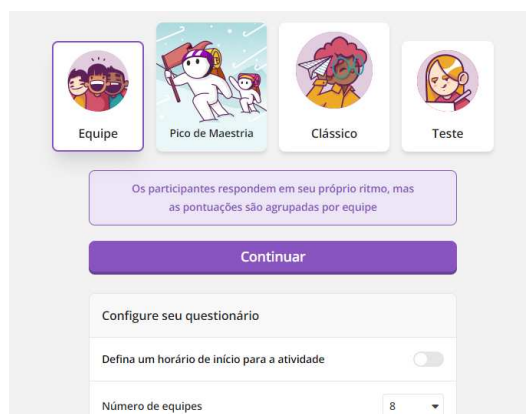 Equipe
Pico de Maestria
Clássico
Teste
Os participantes respondem em seu próprio ritmo, mas
as pontuações são agrupadas por equipe
Continuar
Configure seu questionário
Defina um horário de início para a atividade
Número de equipes 8